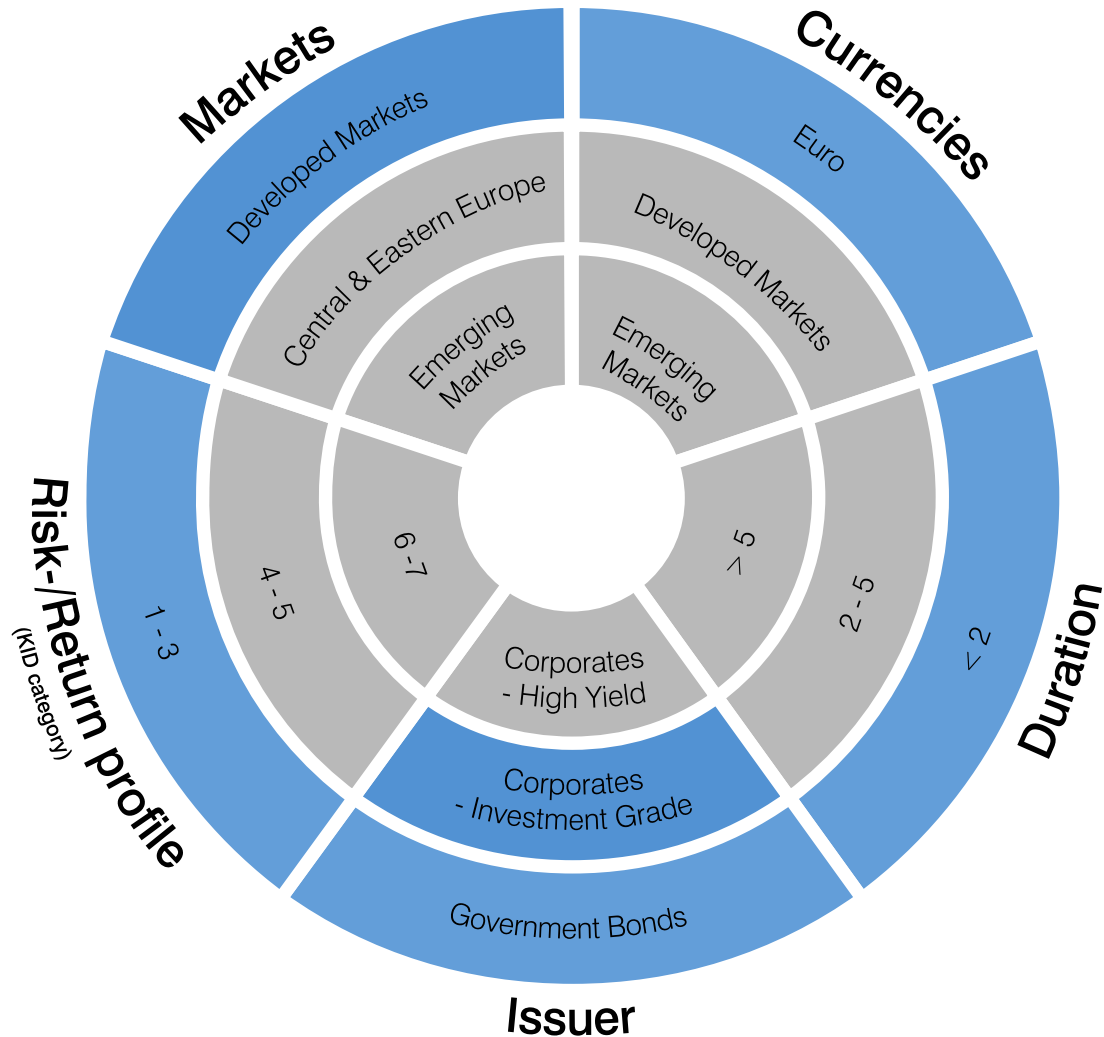 Markets
Developed Markets
Central & Eastern Europe
Emerging
Markets
Currencies
Euro
Developed Markets
Emerging
Markets
Duration
< 2
2 - 5
> 5
Issuer
Corporates
- High Yield
Corporates
- Investment Grade
Government Bonds
Risk-/Return profile
(KID category)
1 - 3
4 - 5
6 -7